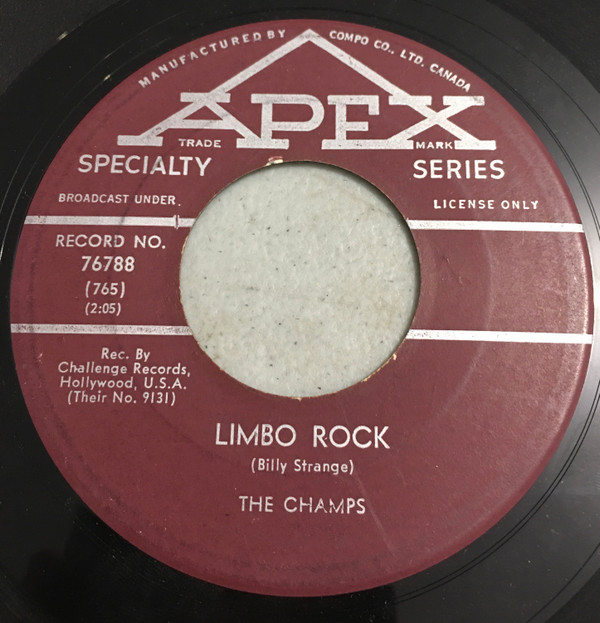 MANUFACTURED BY COMPO CO., LTD. CANADA
APEX
TRADE MARK
SPECIALTY SERIES
BROADCAST UNDER. LICENSE ONLY
RECORD NO.
76788
(765)
(2:05)
Rec. By
Challenge Records,
Hollywood, U.S.A.
(Their No. 9131)
LIMBO ROCK
(Billy Strange)
THE CHAMPS